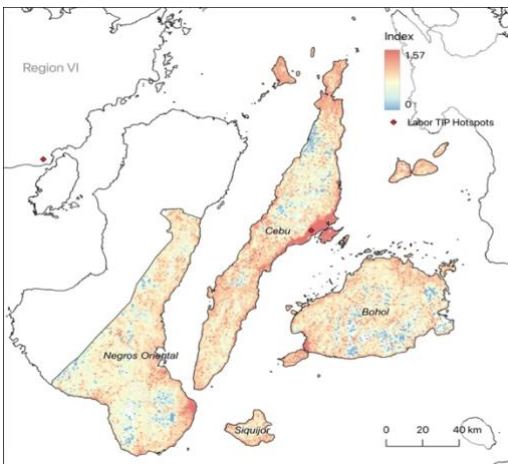 Region VI
Index
1.57
0
Labor TIP Hotspots
Cebu
Bohol
Negros Oriental
Siquijor
0 20 40 km